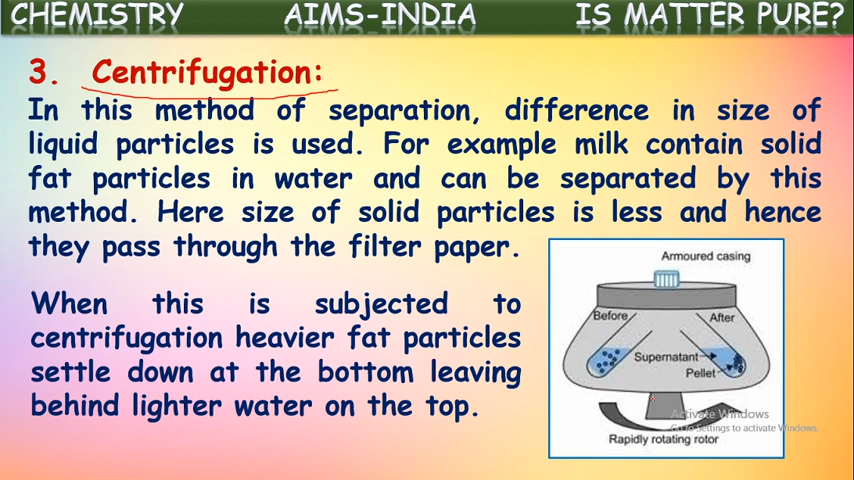 CHEMISTRY AIMS-INDIA IS MATTER PURE?
3. Centrifugation:
In this method of separation, difference in size of
liquid particles is used. For example milk contain solid
fat particles in water and can be separated by this
method. Here size of solid particles is less and hence
they pass through the filter paper.
When this is subjected to
centrifugation heavier fat particles
settle down at the bottom leaving
behind lighter water on the top.
Armoured casing
Before After
Supernatant
Pellet
Rapidly rotating rotor
Activate Windows
Go to Settings to activate Windows.